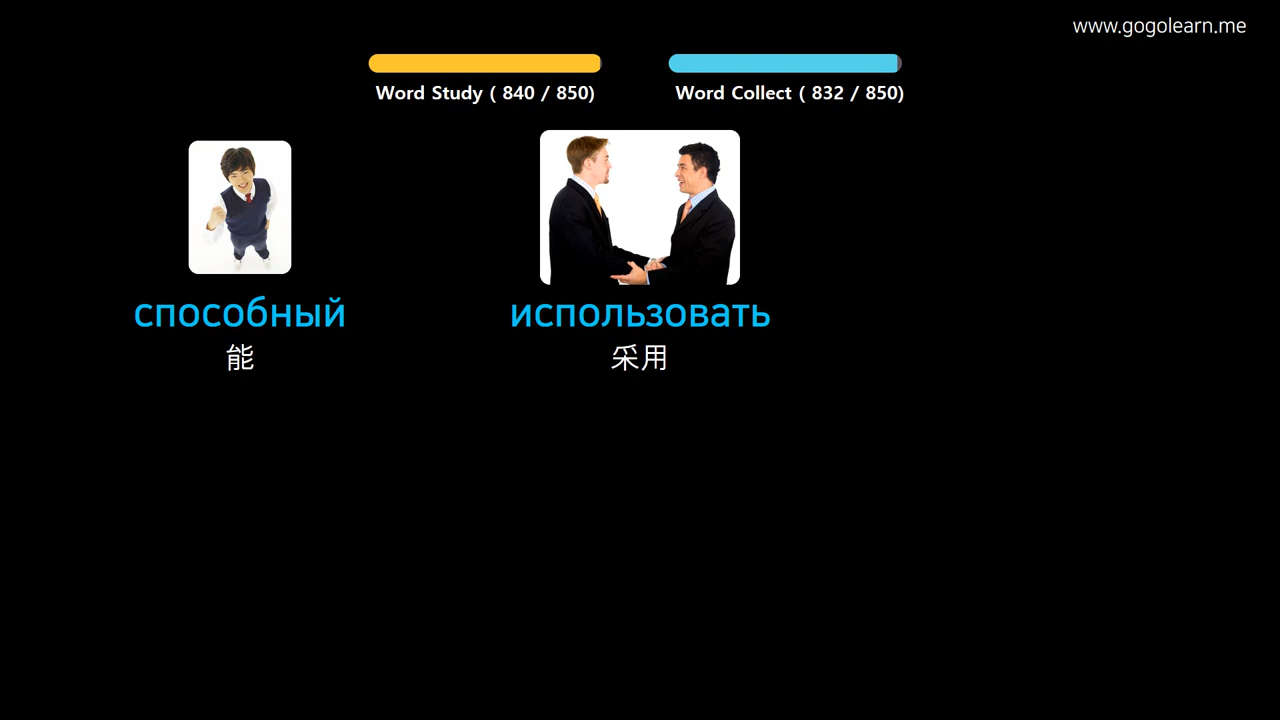 www.gogolearn.me
Word Study ( 840 / 850)
Word Collect ( 832 / 850)
способный
能
использовать
采用